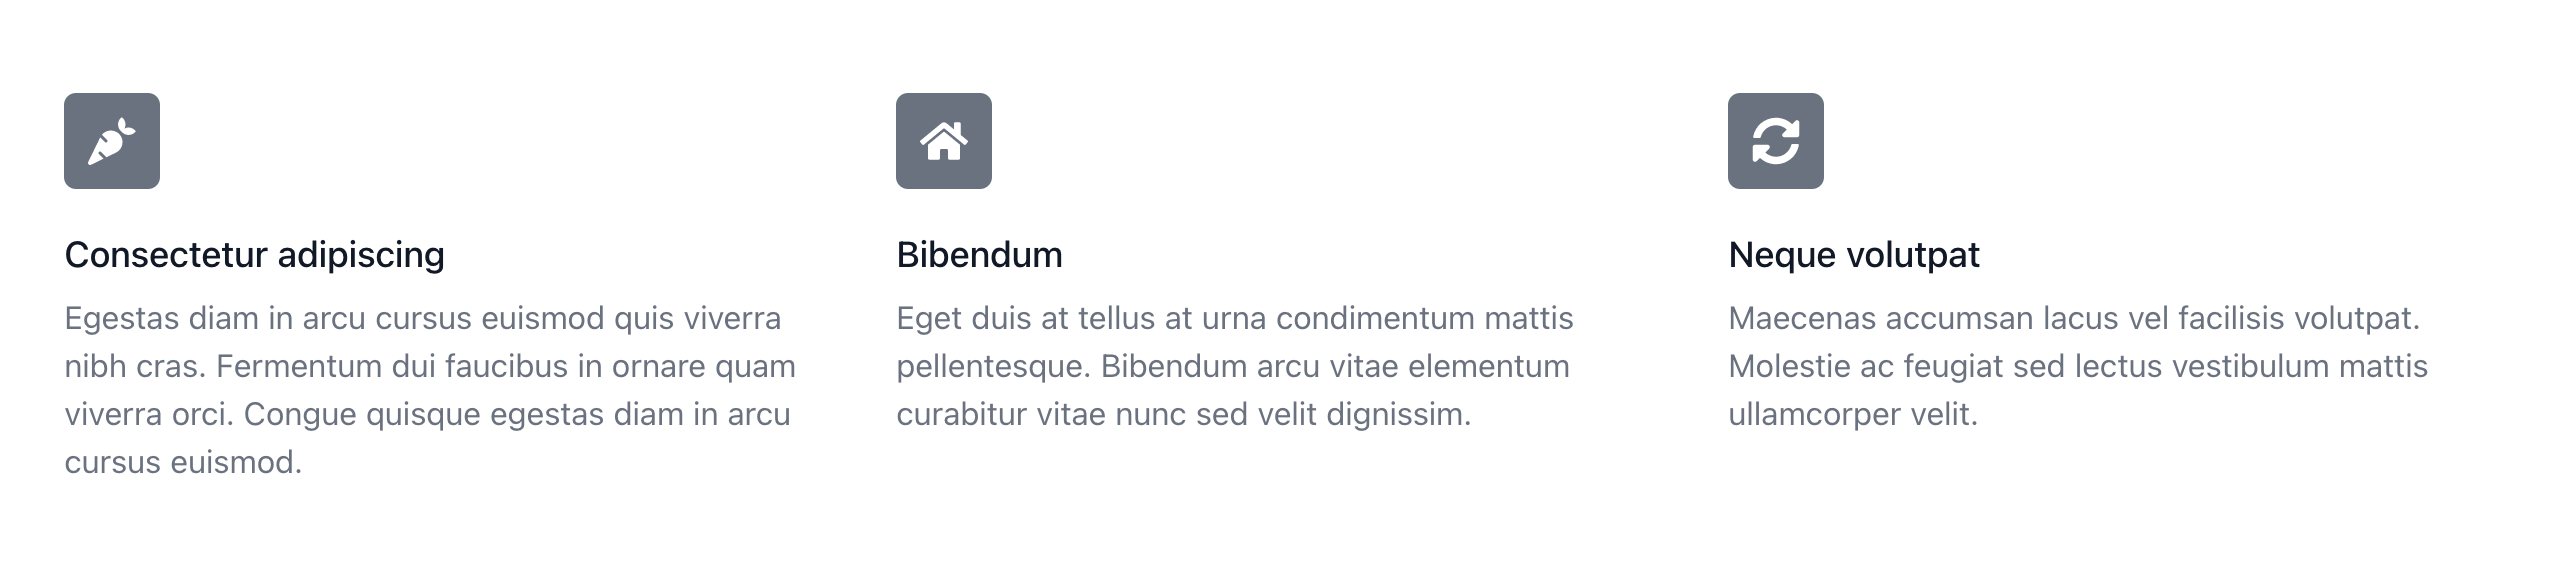 Consectetur adipiscing
Egestas diam in arcu cursus euismod quis viverra
nibh cras. Fermentum dui faucibus in ornare quam
viverra orci. Congue quisque egestas diam in arcu
cursus euismod.
Bibendum
Eget duis at tellus at urna condimentum mattis
pellentesque. Bibendum arcu vitae elementum
curabitur vitae nunc sed velit dignissim.
Neque volutpat
Maecenas accumsan lacus vel facilisis volutpat.
Molestie ac feugiat sed lectus vestibulum mattis
ullamcorper velit.